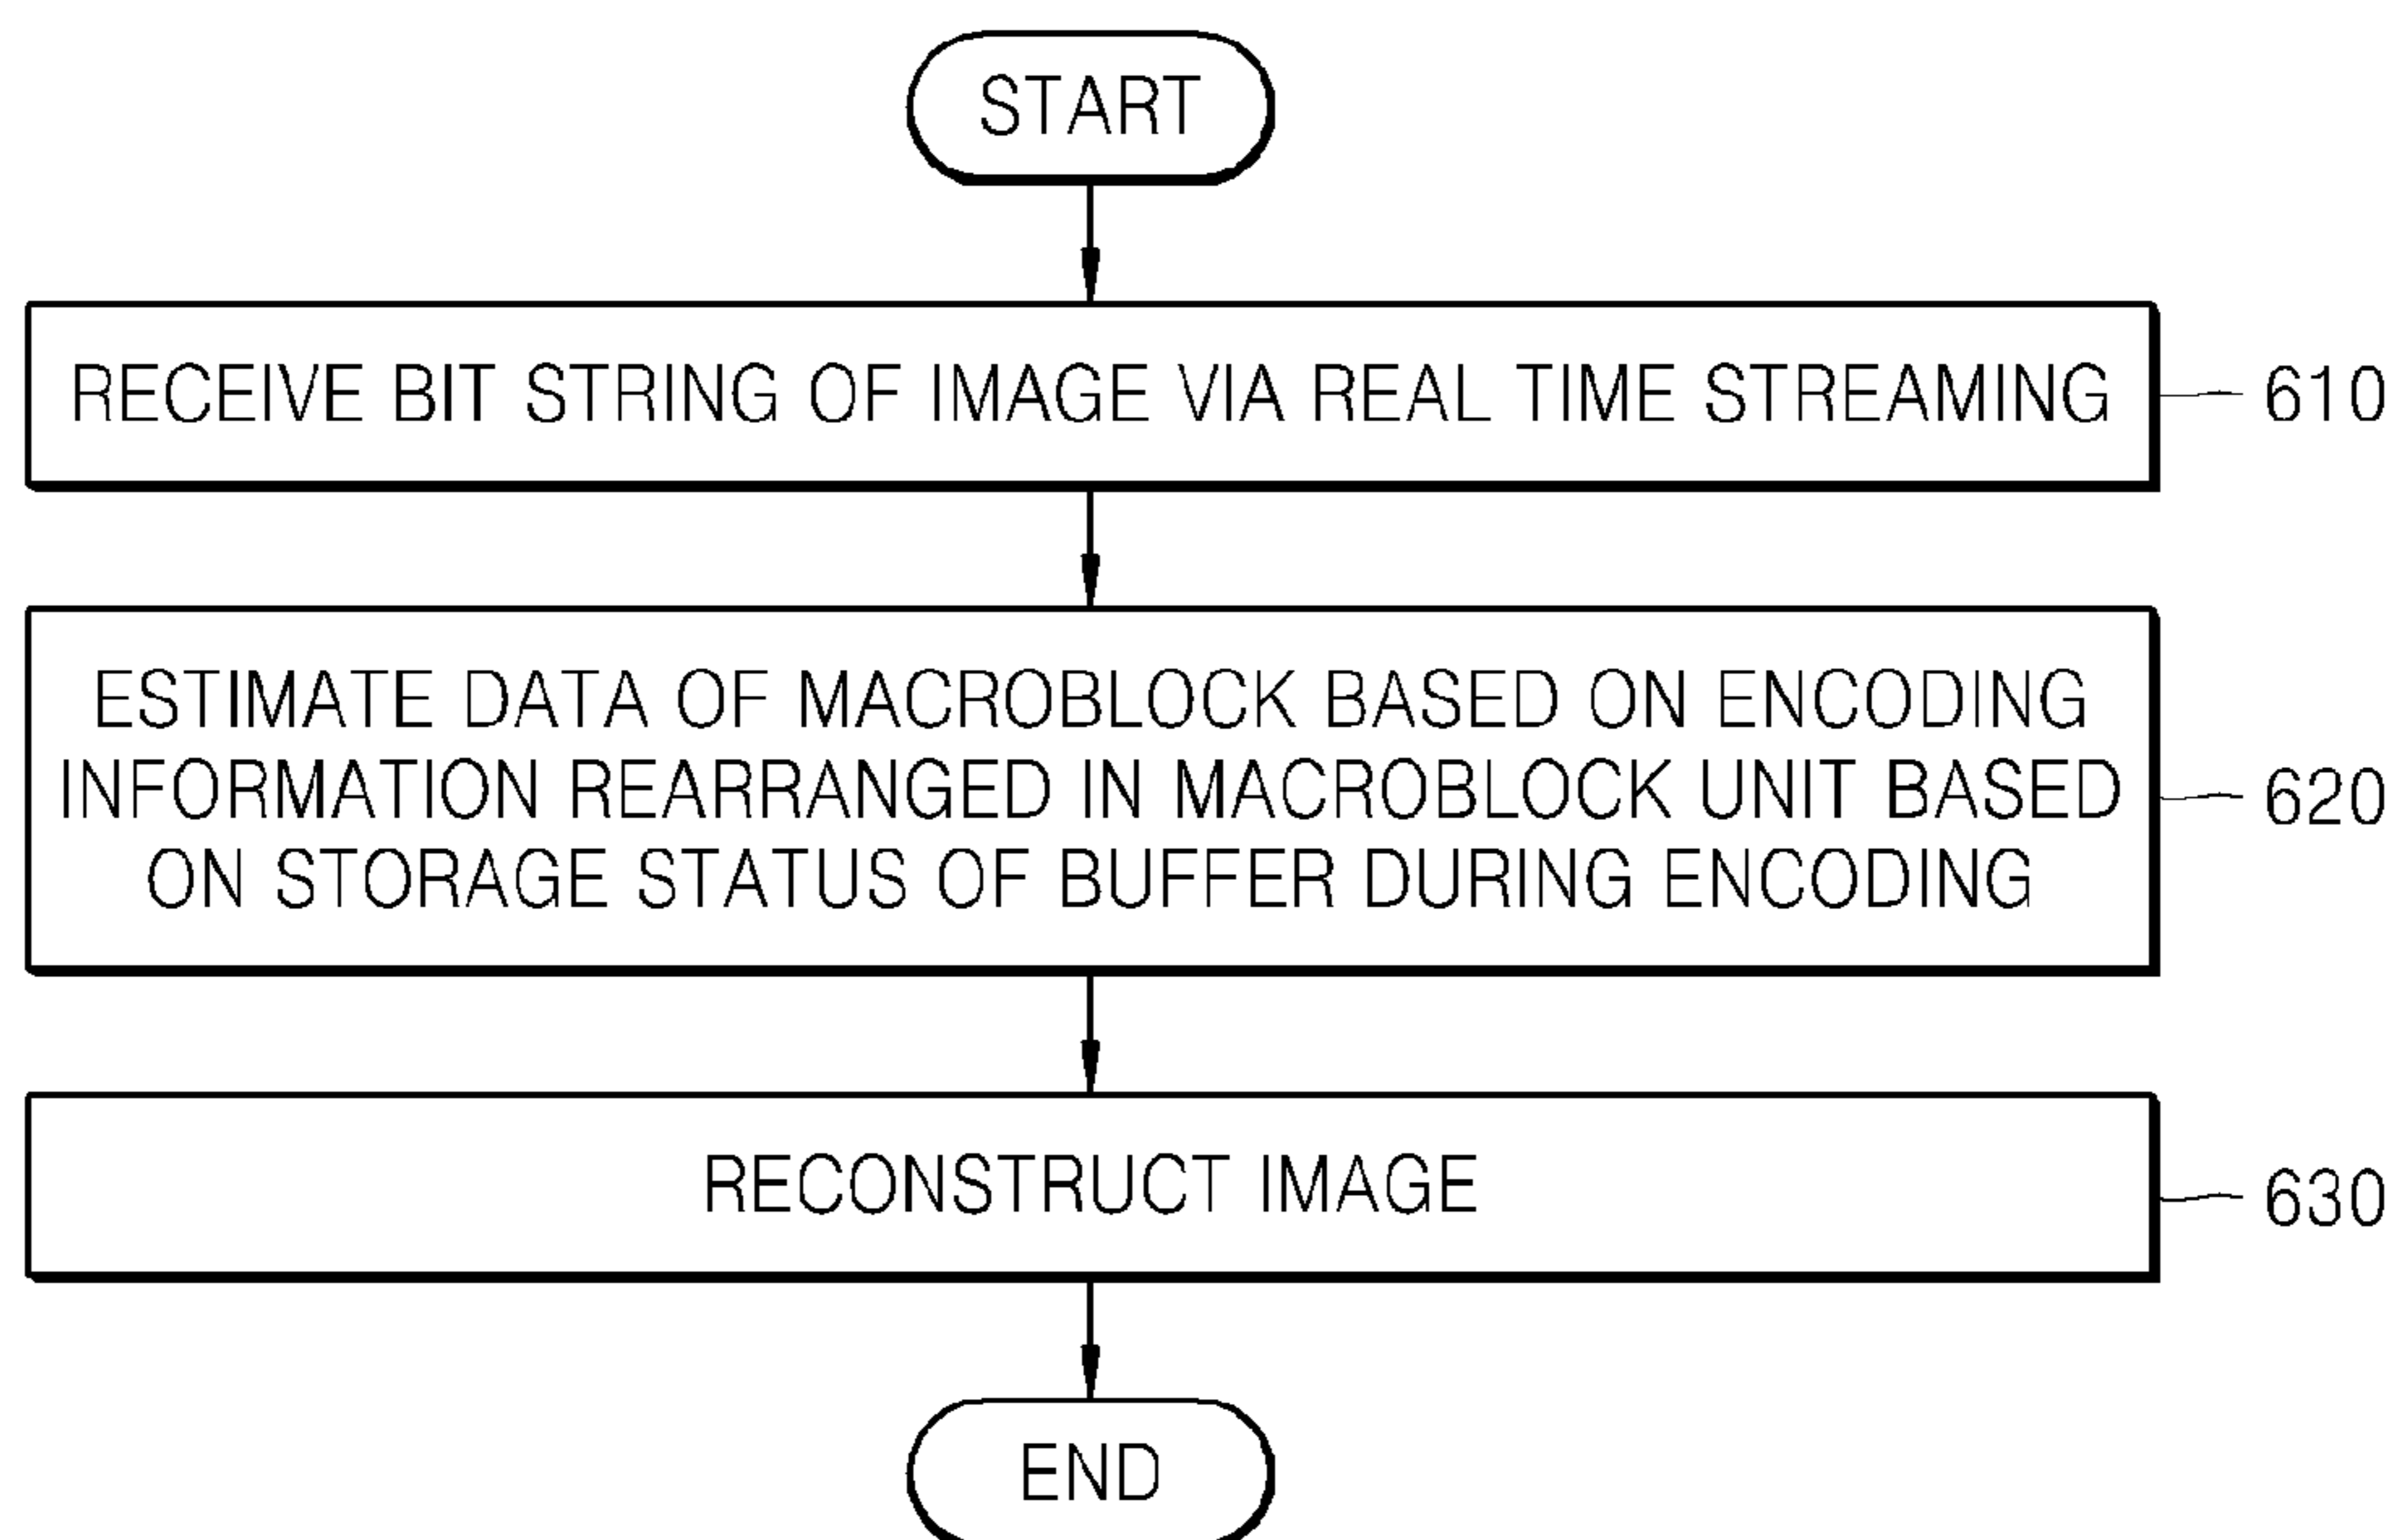 START
RECEIVE BIT STRING OF IMAGE VIA REAL TIME STREAMING
610
ESTIMATE DATA OF MACROBLOCK BASED ON ENCODING
INFORMATION REARRANGED IN MACROBLOCK UNIT BASED
ON STORAGE STATUS OF BUFFER DURING ENCODING
620
RECONSTRUCT IMAGE
630
END